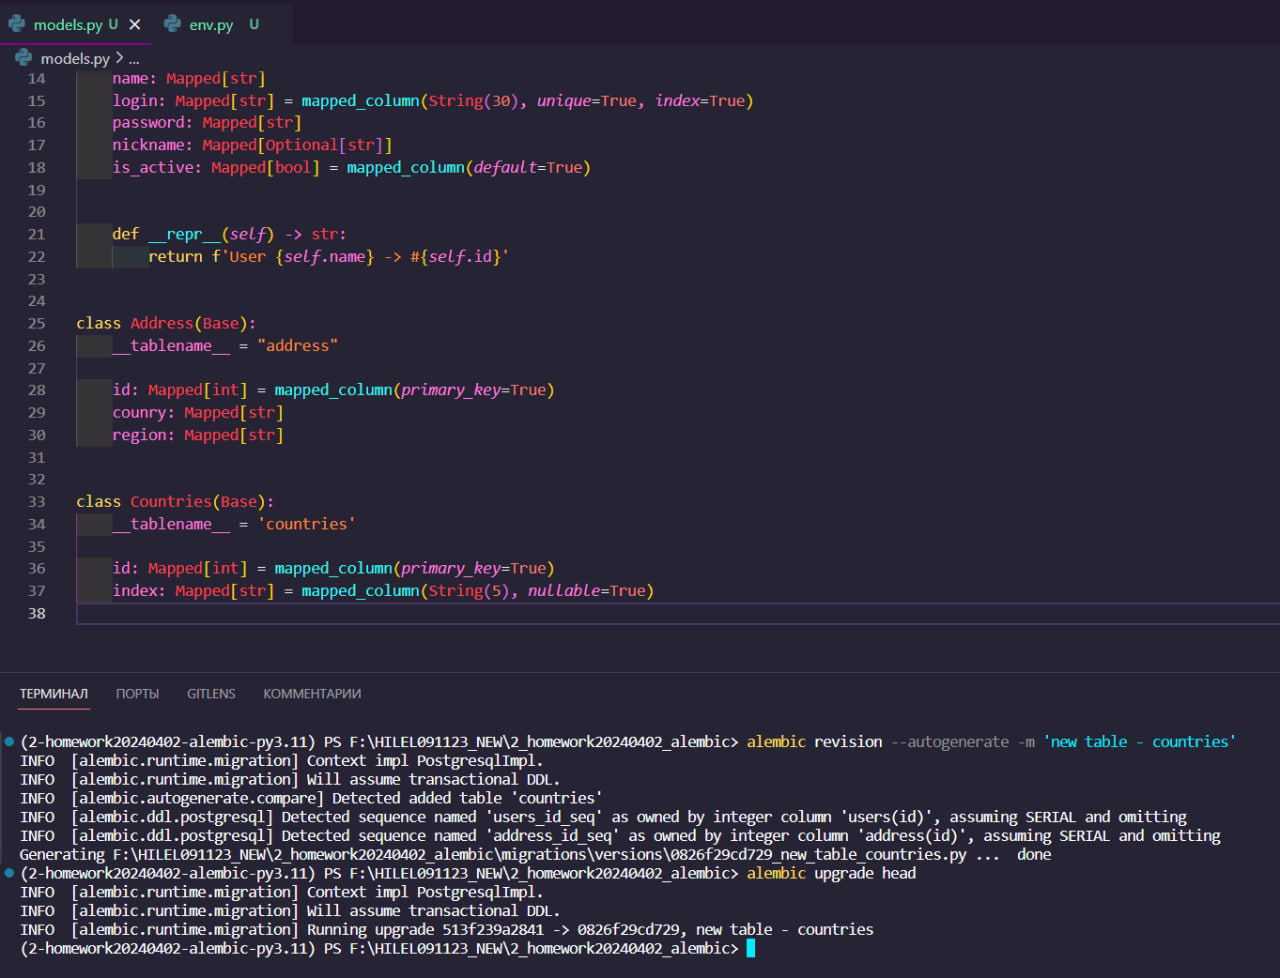 models.py U
env.py U
models.py > ...
14 name: Mapped[str]
15 login: Mapped[str] = mapped_column(String(30), unique=True, index=True)
16 password: Mapped[str]
17 nickname: Mapped[Optional[str]]
18 is_active: Mapped[bool] = mapped_column(default=True)
19
20
21 def __repr__(self) -> str:
22 return f'User {self.name} -> #{self.id}'
23
24
25 class Address(Base):
26 __tablename__ = "address"
27
28 id: Mapped[int] = mapped_column(primary_key=True)
29 counry: Mapped[str]
30 region: Mapped[str]
31
32
33 class Countries(Base):
34 __tablename__ = 'countries'
35
36 id: Mapped[int] = mapped_column(primary_key=True)
37 index: Mapped[str] = mapped_column(String(5), nullable=True)
38
ТЕРМИНАЛ ПОРТЫ GITLENS КОММЕНТАРИИ
(2-homework20240402-alembic-py3.11) PS F:\HILEL091123_NEW\2_homework20240402_alembic> alembic revision --autogenerate -m 'new table - countries'
INFO [alembic.runtime.migration] Context impl PostgresqlImpl.
INFO [alembic.runtime.migration] Will assume transactional DDL.
INFO [alembic.autogenerate.compare] Detected added table 'countries'
INFO [alembic.ddl.postgresql] Detected sequence named 'users_id_seq' as owned by integer column 'users(id)', assuming SERIAL and omitting
INFO [alembic.ddl.postgresql] Detected sequence named 'address_id_seq' as owned by integer column 'address(id)', assuming SERIAL and omitting
Generating F:\HILEL091123_NEW\2_homework20240402_alembic\migrations\versions\0826f29cd729_new_table_countries.py ... done
(2-homework20240402-alembic-py3.11) PS F:\HILEL091123_NEW\2_homework20240402_alembic> alembic upgrade head
INFO [alembic.runtime.migration] Context impl PostgresqlImpl.
INFO [alembic.runtime.migration] Will assume transactional DDL.
INFO [alembic.runtime.migration] Running upgrade 513f239a2841 -> 0826f29cd729, new table - countries
(2-homework20240402-alembic-py3.11) PS F:\HILEL091123_NEW\2_homework20240402_alembic>